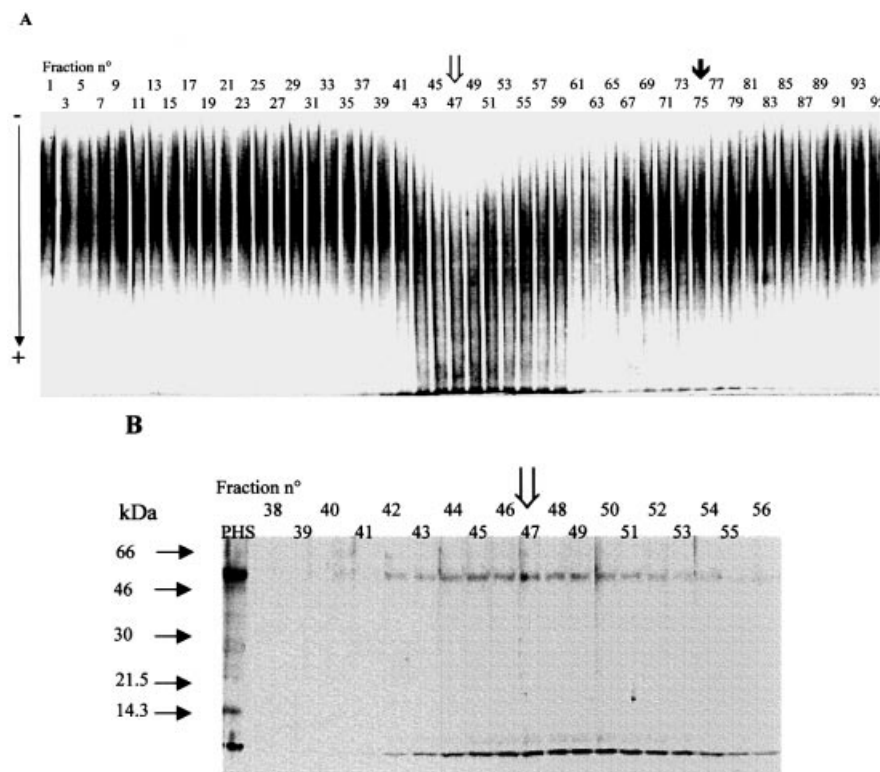 A
Fraction n°
1 5 9 13 17 21 25 29 33 37 41 45 49 53 57 61 65 69 73 77 81 85 89 93
3 7 11 15 19 23 27 31 35 39 43 47 51 55 59 63 67 71 75 79 83 87 91 95
-
+
B
Fraction n°
kDa
38 40 42 44 46 48 50 52 54 56
PHS 39 41 43 45 47 49 51 53 55
66
46
30
21.5
14.3